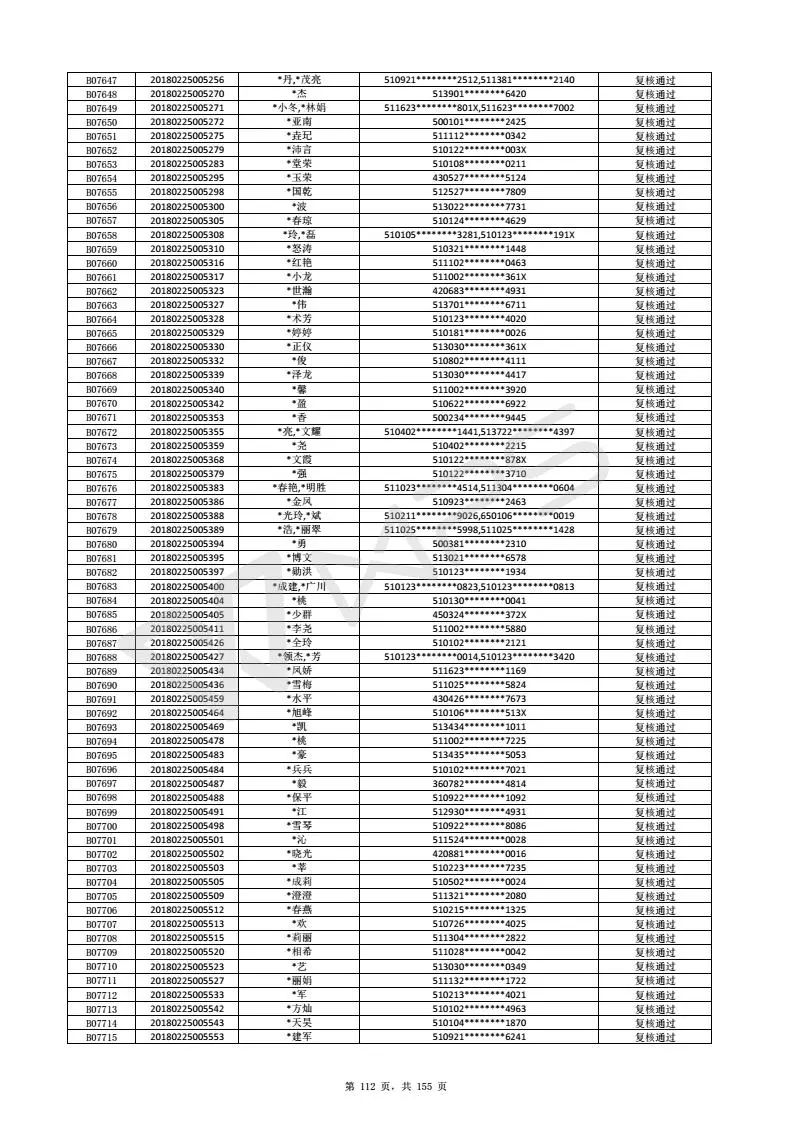 B07647 20180225005256 *丹,*茂亮 510921********2512,511381********2140 复核通过
B07648 20180225005270 *杰 513901********6420 复核通过
B07649 20180225005271 *小冬,*林娟 511623********801X,511623********7002 复核通过
B07650 20180225005272 *亚南 500101********2425 复核通过
B07651 20180225005275 *垚玘 511112********0342 复核通过
B07652 20180225005279 *沛言 510122********003X 复核通过
B07653 20180225005283 *堂荣 510108********0211 复核通过
B07654 20180225005295 *玉荣 430527********5124 复核通过
B07655 20180225005298 *国乾 512527********7809 复核通过
B07656 20180225005300 *波 513022********7731 复核通过
B07657 20180225005305 *春琼 510124********4629 复核通过
B07658 20180225005308 *玲,*磊 510105********3281,510123********191X 复核通过
B07659 20180225005310 *怒涛 510321********1448 复核通过
B07660 20180225005316 *红艳 511102********0463 复核通过
B07661 20180225005317 *小龙 511002********361X 复核通过
B07662 20180225005323 *世瀚 420683********4931 复核通过
B07663 20180225005327 *伟 513701********6711 复核通过
B07664 20180225005328 *术芳 510123********4020 复核通过
B07665 20180225005329 *婷婷 510181********0026 复核通过
B07666 20180225005330 *正仪 513030********361X 复核通过
B07667 20180225005332 *俊 510802********4111 复核通过
B07668 20180225005339 *泽龙 513030********4417 复核通过
B07669 20180225005340 *馨 511002********3920 复核通过
B07670 20180225005342 *盈 510622********6922 复核通过
B07671 20180225005353 *香 500234********9445 复核通过
B07672 20180225005355 *亮,*文耀 510402********1441,513722********4397 复核通过
B07673 20180225005359 *尧 510402********2215 复核通过
B07674 20180225005368 *文霞 510122********878X 复核通过
B07675 20180225005379 *强 510122********3710 复核通过
B07676 20180225005383 *春艳,*明胜 511023********4514,511304********0604 复核通过
B07677 20180225005386 *金凤 510923********2463 复核通过
B07678 20180225005388 *光玲,*斌 510211********9026,650106********0019 复核通过
B07679 20180225005389 *浩,*丽翠 511025********5998,511025********1428 复核通过
B07680 20180225005394 *勇 500381********2310 复核通过
B07681 20180225005395 *博文 513021********6578 复核通过
B07682 20180225005397 *勛洪 510123********1934 复核通过
B07683 20180225005400 *成建,*广川 510123********0823,510123********0813 复核通过
B07684 20180225005404 *桃 510130********0041 复核通过
B07685 20180225005405 *少群 450324********372X 复核通过
B07686 20180225005411 *李尧 511002********5880 复核通过
B07687 20180225005426 *全玲 510102********2121 复核通过
B07688 20180225005427 *领杰,*芳 510123********0014,510123********3420 复核通过
B07689 20180225005434 *凤娇 511623********1169 复核通过
B07690 20180225005436 *雪梅 511025********5824 复核通过
B07691 20180225005459 *水平 430426********7673 复核通过
B07692 20180225005464 *旭峰 510106********513X 复核通过
B07693 20180225005469 *凯 513434********1011 复核通过
B07694 20180225005478 *桃 511002********7225 复核通过
B07695 20180225005483 *豪 513435********5053 复核通过
B07696 20180225005484 *兵兵 510102********7021 复核通过
B07697 20180225005487 *毅 360782********4814 复核通过
B07698 20180225005488 *保平 510922********1092 复核通过
B07699 20180225005491 *江 512930********4931 复核通过
B07700 20180225005498 *雪琴 510922********8086 复核通过
B07701 20180225005501 *沁 511524********0028 复核通过
B07702 20180225005502 *晓光 420881********0016 复核通过
B07703 20180225005503 *莘 510223********7235 复核通过
B07704 20180225005505 *成莉 510502********0024 复核通过
B07705 20180225005509 *澄澄 511321********2080 复核通过
B07706 20180225005512 *春燕 510215********1325 复核通过
B07707 20180225005513 *欢 510726********4025 复核通过
B07708 20180225005515 *莉丽 511304********2822 复核通过
B07709 20180225005520 *相希 511028********0042 复核通过
B07710 20180225005523 *艺 513030********0349 复核通过
B07711 20180225005527 *丽娟 511132********1722 复核通过
B07712 20180225005533 *军 510213********4021 复核通过
B07713 20180225005542 *方灿 510102********4963 复核通过
B07714 20180225005543 *天昊 510104********1870 复核通过
B07715 20180225005553 *建军 510921********6241 复核通过
第 112 页，共 155 页